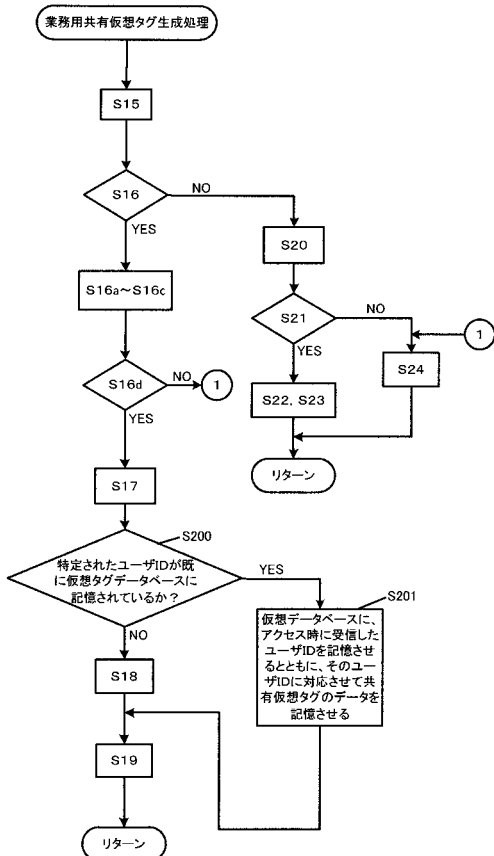 業務用共有仮想タグ生成処理
S15
S16
NO
YES
S20
S16a～S16c
S21
NO
1
YES
S16d
NO
1
S24
YES
S22, S23
S17
リターン
S200
特定されたユーザIDが既
に仮想タグデータベースに
記憶されているか？
YES
S201
仮想データベースに、
アクセス時に受信した
ユーザIDを記憶させ
るとともに、そのユー
ザIDに対応させて共
有仮想タグのデータを
記憶させる
NO
S18
S19
リターン